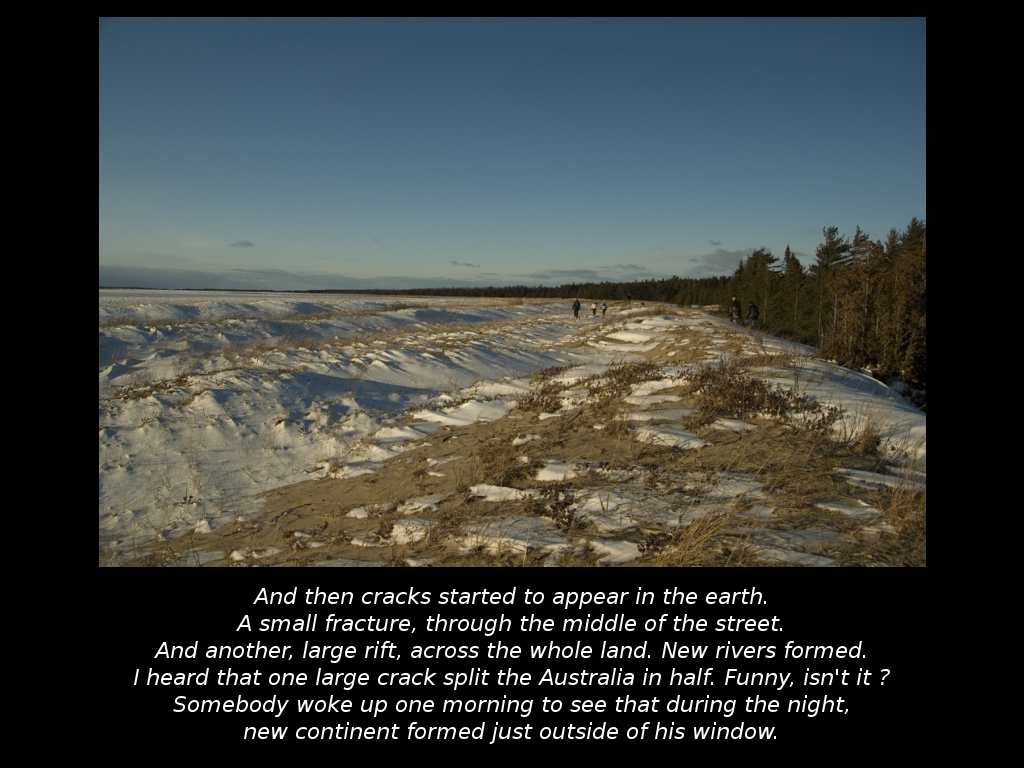 And then cracks started to appear in the earth.
A small fracture, through the middle of the street.
And another, large rift, across the whole land. New rivers formed.
I heard that one large crack split the Australia in half. Funny, isn't it ?
Somebody woke up one morning to see that during the night,
new continent formed just outside of his window.